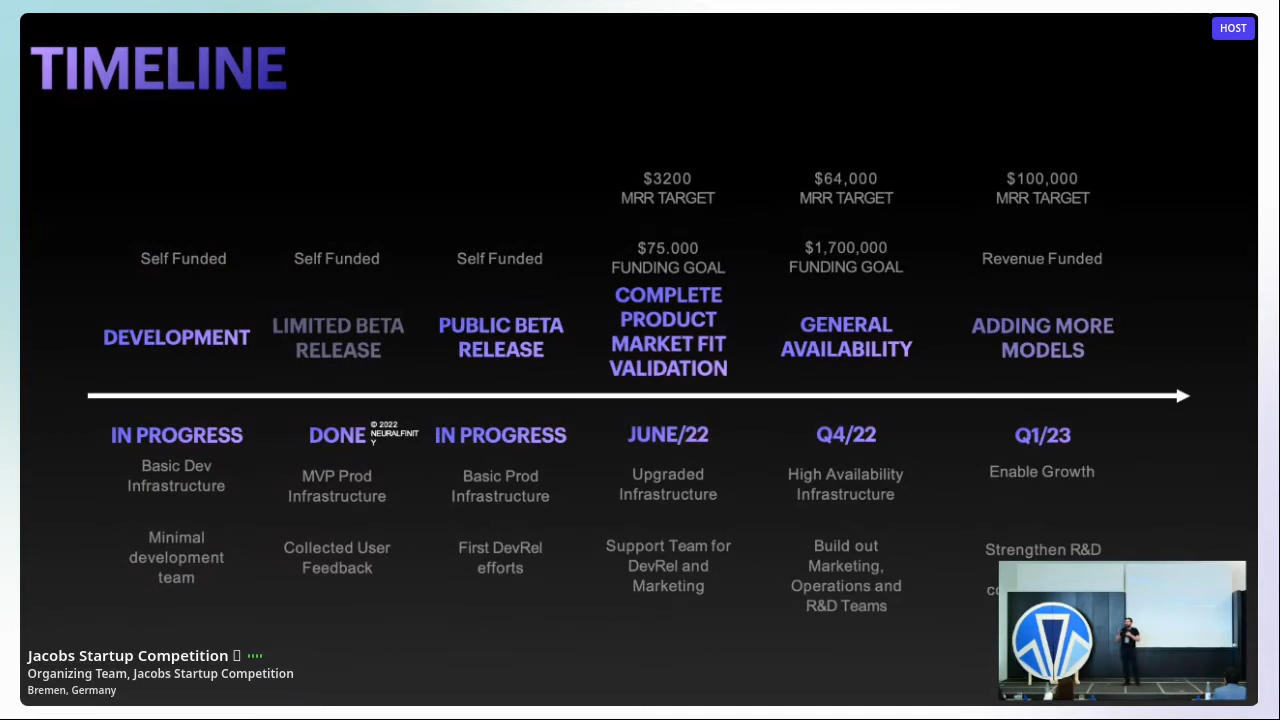 HOST
TIMELINE
$3200
MRR TARGET
$64,000
MRR TARGET
$100,000
MRR TARGET
Self Funded
Self Funded
Self Funded
$75.000
FUNDING GOAL
$1,700,000
FUNDING GOAL
Revenue Funded
DEVELOPMENT
LIMITED BETA
RELEASE
PUBLIC BETA
RELEASE
COMPLETE
PRODUCT
MARKET FIT
VALIDATION
GENERAL
AVAILABILITY
ADDING MORE
MODELS
IN PROGRESS
DONE
© 2022
NEURALFINIT
Y
IN PROGRESS
JUNE/22
Q4/22
Q1/23
Basic Dev
Infrastructure
MVP Prod
Infrastructure
Basic Prod
Infrastructure
Upgraded
Infrastructure
High Availability
Infrastructure
Enable Growth
Minimal
development
team
Collected User
Feedback
First DevRel
efforts
Support Team for
DevRel and
Marketing
Build out
Marketing,
Operations and
R&D Teams
Strengthen R&D
Jacobs Startup Competition
Organizing Team, Jacobs Startup Competition
Bremen, Germany